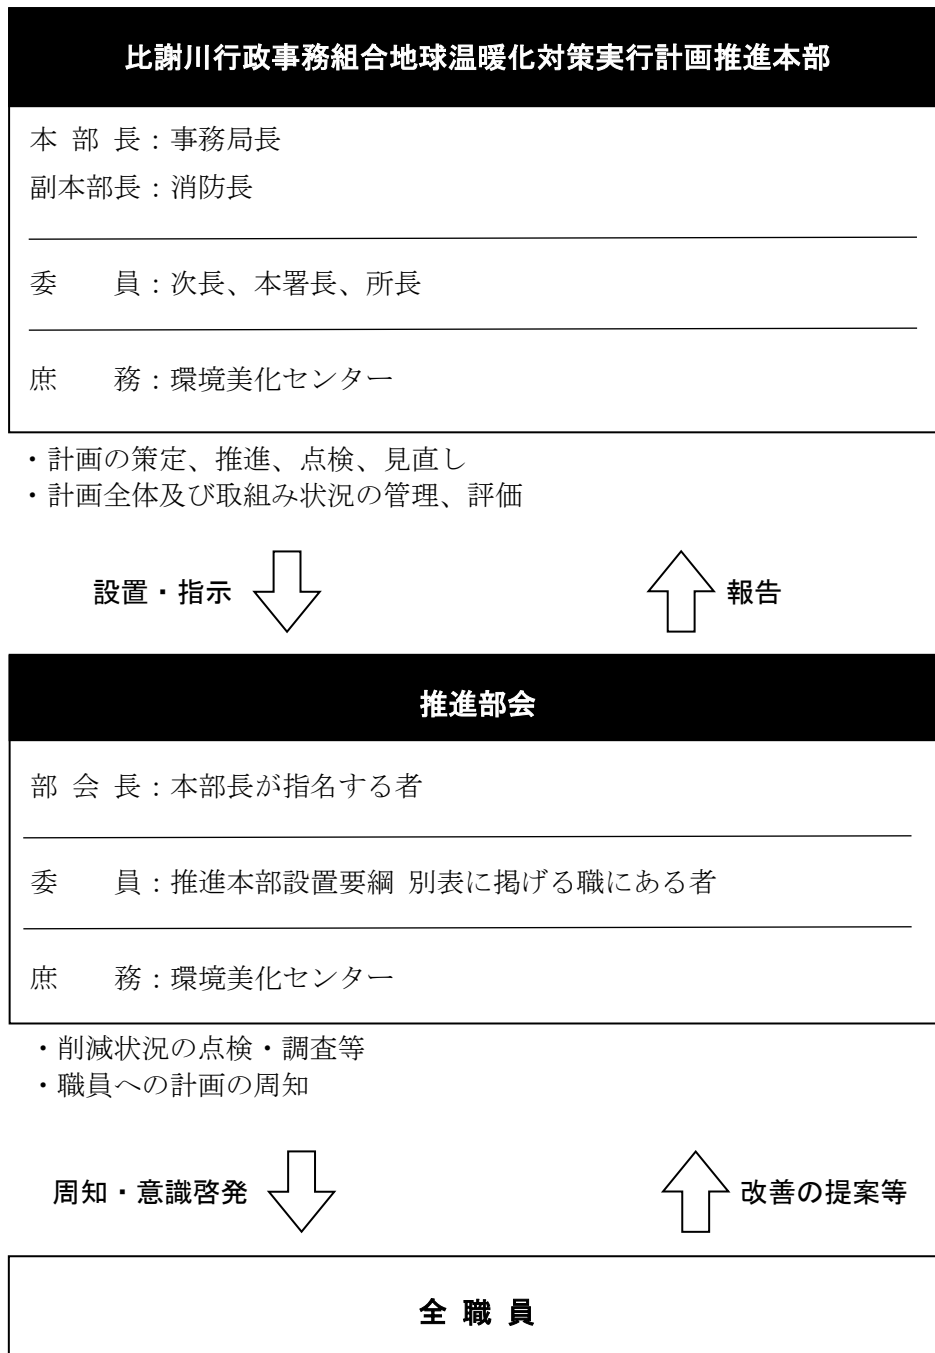 比謝川行政事務組合地球温暖化対策実行計画推進本部
本 部 長：事務局長
副本部長：消防長
委　　員：次長、本署長、所長
庶　　務：環境美化センター
・計画の策定、推進、点検、見直し
・計画全体及び取組み状況の管理、評価
設置・指示
報告
推進部会
部 会 長：本部長が指名する者
委　　員：推進本部設置要綱 別表に掲げる職にある者
庶　　務：環境美化センター
・削減状況の点検・調査等
・職員への計画の周知
周知・意識啓発
改善の提案等
全 職 員